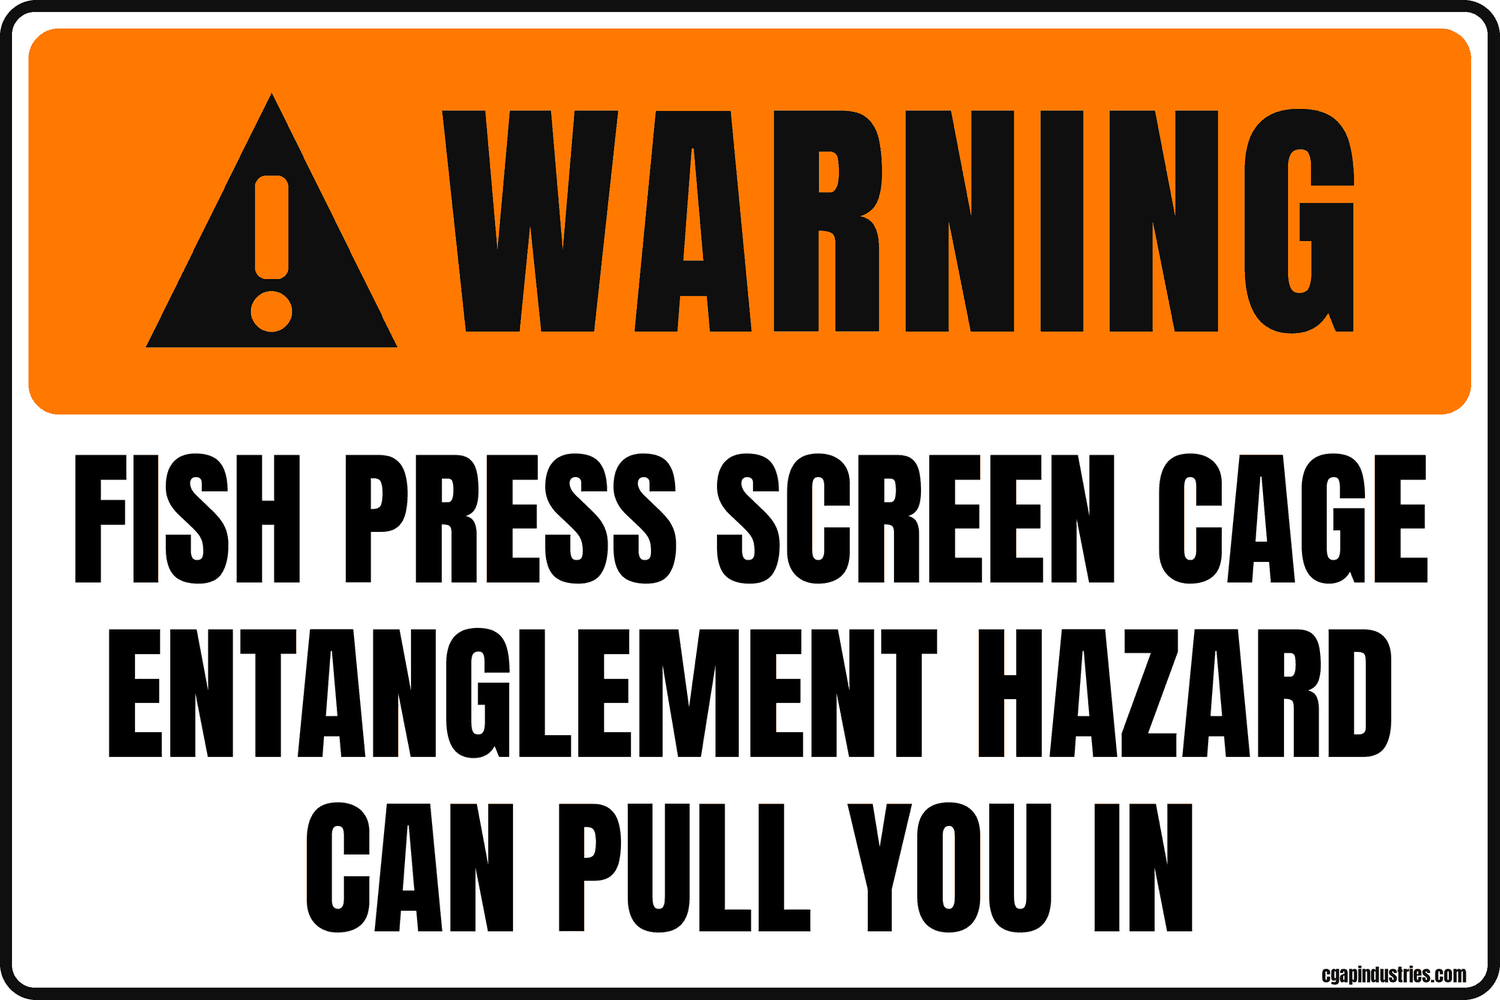 WARNING
FISH PRESS SCREEN CAGE
ENTANGLEMENT HAZARD
CAN PULL YOU IN
cgapindustries.com